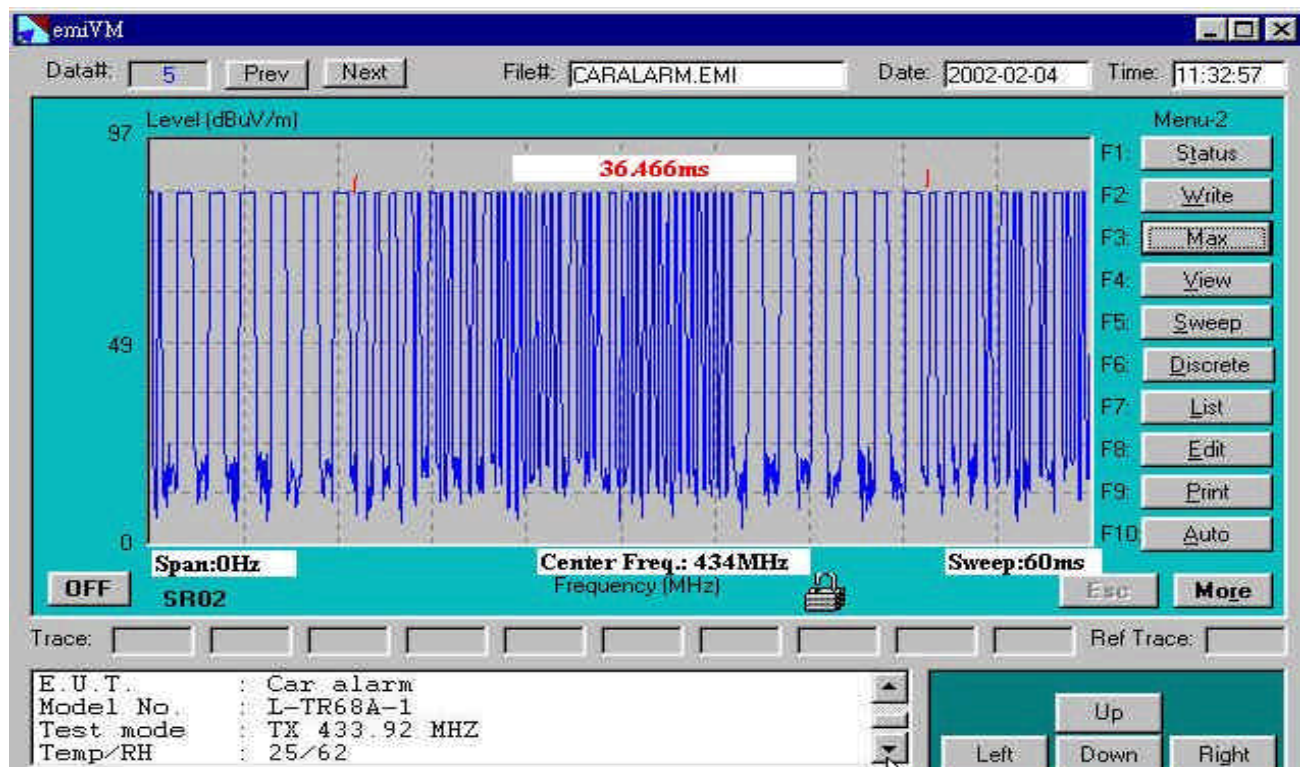 emiVM
Data#: 5 Prev Next File#: CARALARM.EMI Date: 2002-02-04 Time: 11:32:57
Level (dBuV/m) Menu-2
97
36.466ms
F1: Status
F2: Write
F3: Max
F4: View
F5: Sweep
49
F6: Discrete
F7: List
F8: Edit
F9: Print
F10: Auto
0
Span:0Hz Center Freq.: 434MHz Sweep:60ms
OFF SR02 Frequency (MHz) Esc More
Trace: Ref Trace:
E.U.T. : Car alarm
Model No. : L-TR68A-1
Test mode : TX 433.92 MHZ
Temp/RH : 25/62
Up
Left Down Right